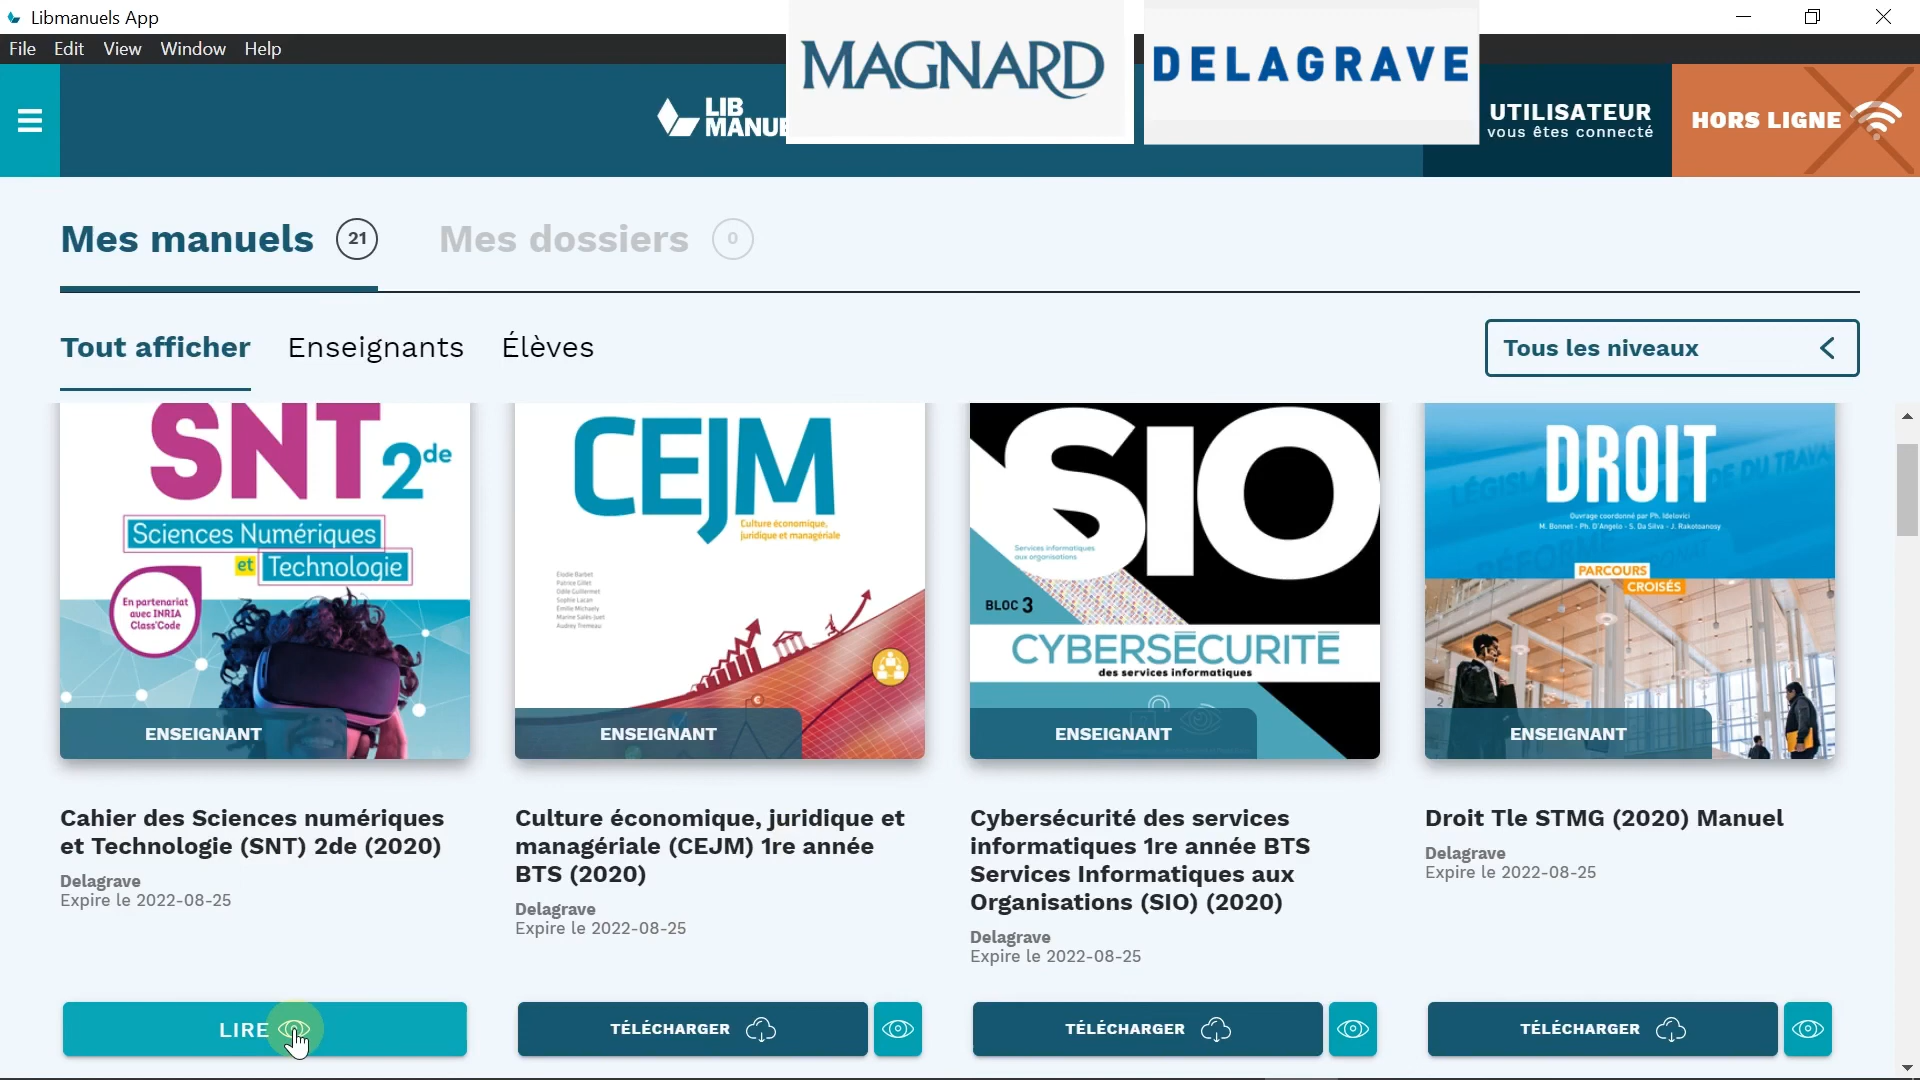 Libmanuels App
File Edit View Window Help
MAGNARD
DELAGRAVE
LIB
MANUE
UTILISATEUR
vous êtes connecté
HORS LIGNE
Mes manuels 21
Mes dossiers 0
Tout afficher
Enseignants
Élèves
Tous les niveaux
SNT
2de
Sciences Numériques
et Technologie
En partenariat
avec INRIA
Class'Code
ENSEIGNANT
CEJM
Culture économique,
juridique et managériale
Elodie Barbet
Patrice Gillet
Odile Guillermet
Sophie Lacan
Emilie Michaely
Marine Sales-Juet
Audrey Tremeau
ENSEIGNANT
SIO
Services informatiques
aux organisations
BLOC 3
CYBERSÉCURITÉ
des services informatiques
ENSEIGNANT
DROIT
Ouvrage coordonné par Ph. Idelovici
M. Bonnet - Ph. D'Angelo - S. Da Silva - J. Rakotoanosy
PARCOURS
CROISÉS
ENSEIGNANT
Cahier des Sciences numériques
et Technologie (SNT) 2de (2020)
Delagrave
Expire le 2022-08-25
Culture économique, juridique et
managériale (CEJM) 1re année
BTS (2020)
Delagrave
Expire le 2022-08-25
Cybersécurité des services
informatiques 1re année BTS
Services Informatiques aux
Organisations (SIO) (2020)
Delagrave
Expire le 2022-08-25
Droit Tle STMG (2020) Manuel
Delagrave
Expire le 2022-08-25
LIRE
TÉLÉCHARGER
TÉLÉCHARGER
TÉLÉCHARGER